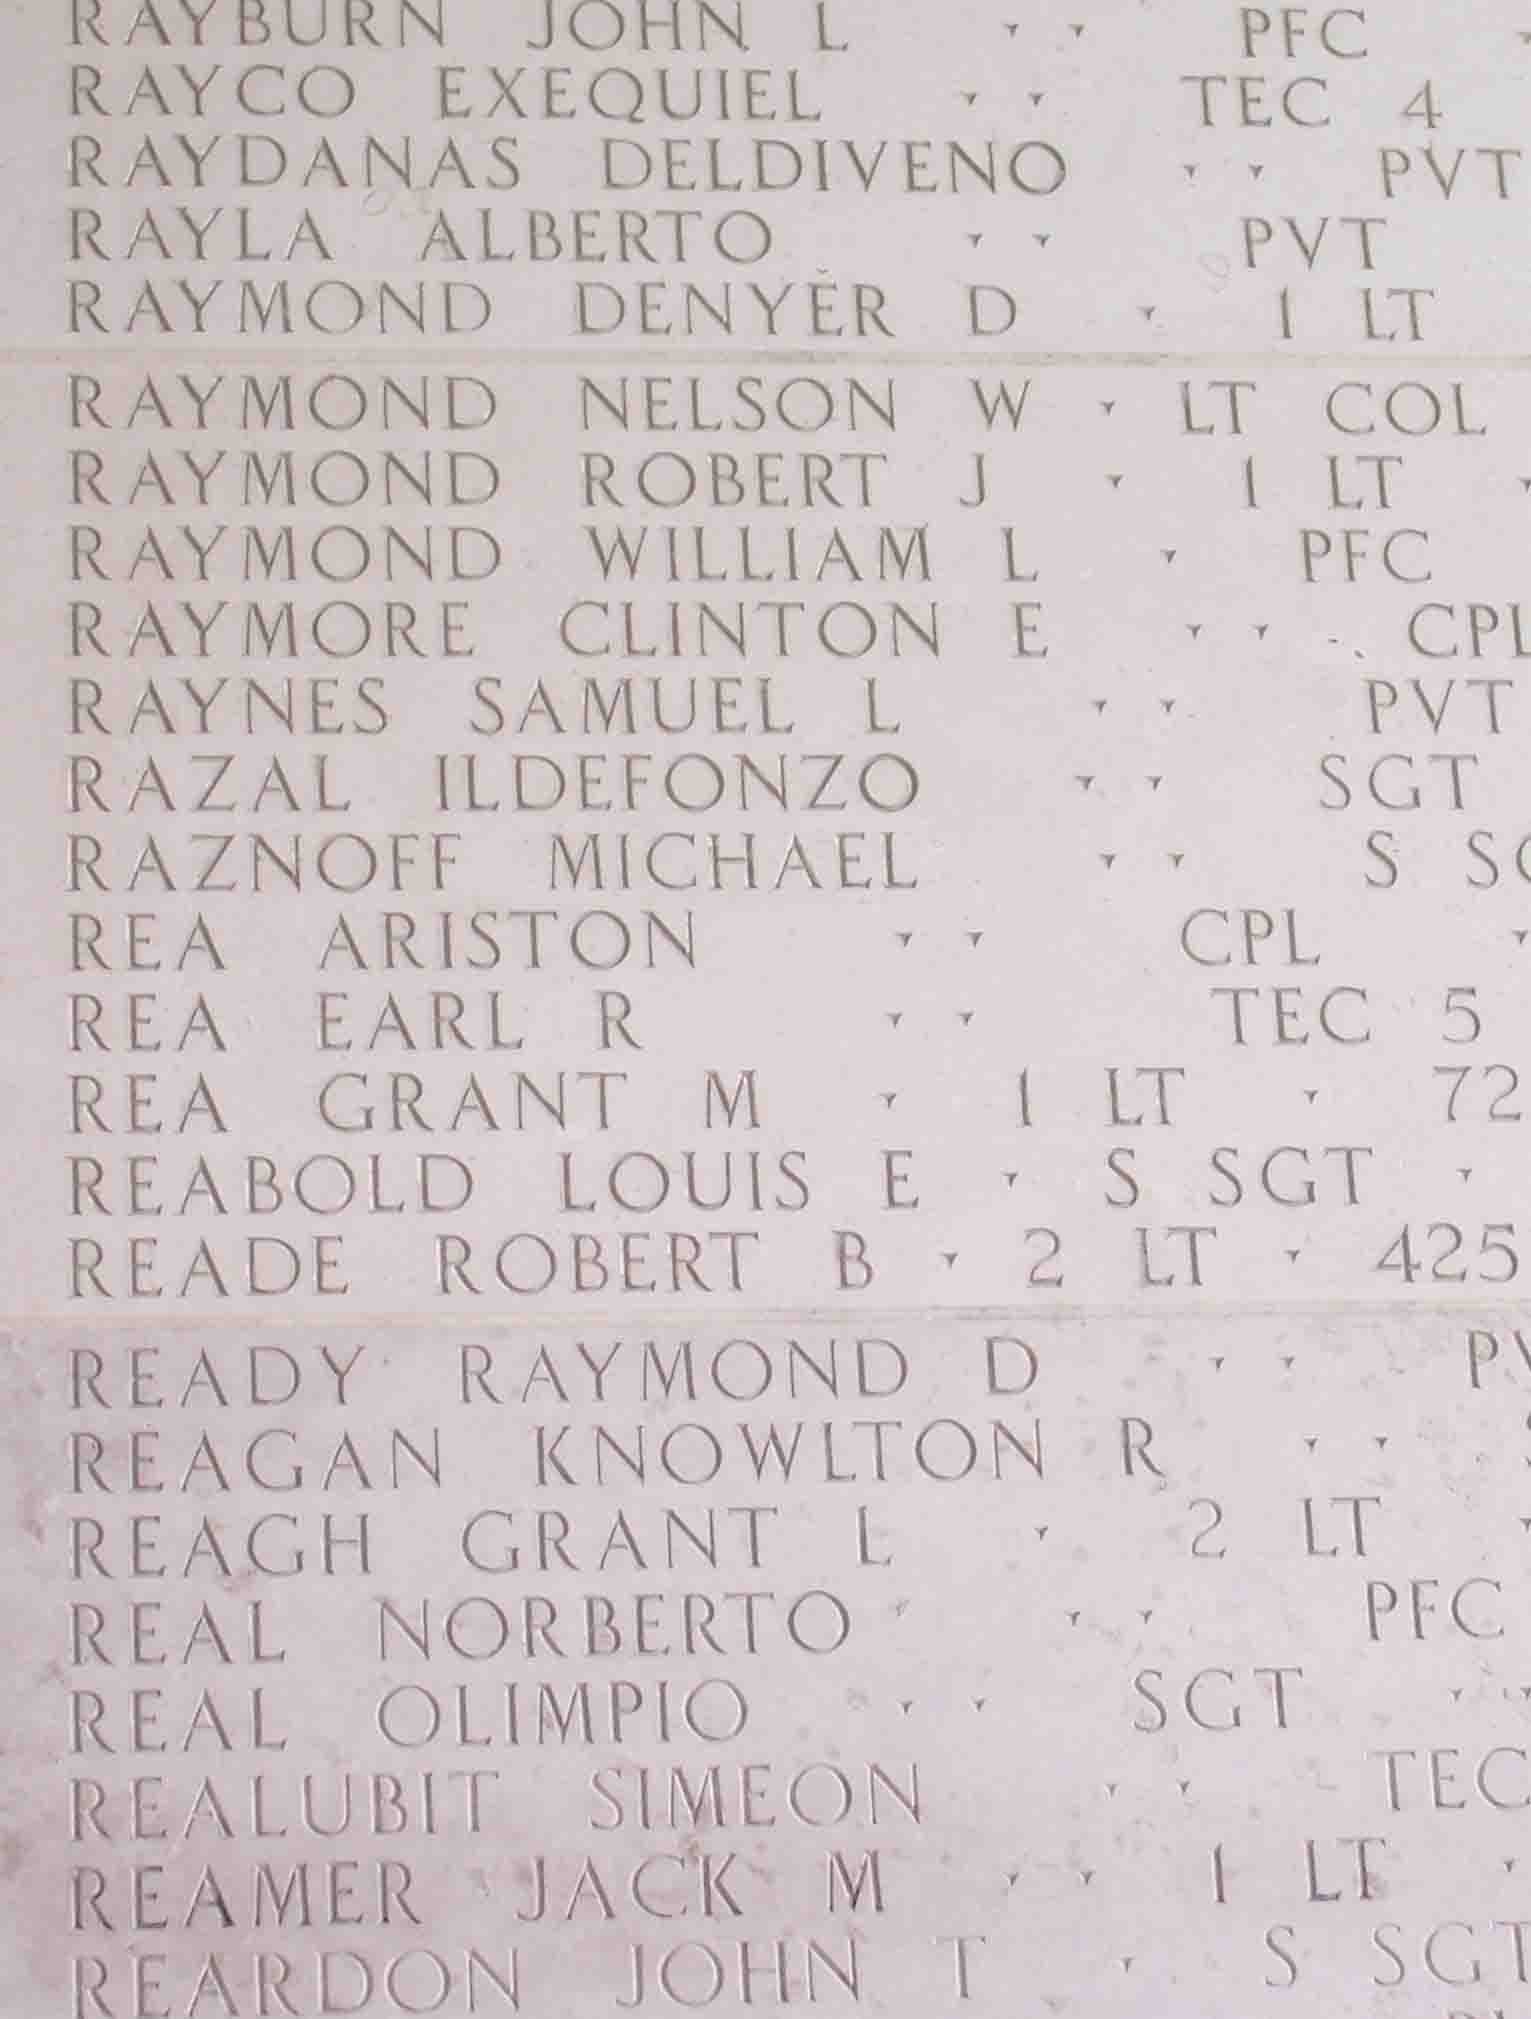 RAYBURN JOHN L · · PFC ·
RAYCO EXEQUIEL · · TEC 4
RAYDANAS DELDIVENO · · PVT
RAYLA ALBERTO · · PVT
RAYMOND DENYER D · 1 LT
RAYMOND NELSON W · LT COL
RAYMOND ROBERT J · 1 LT ·
RAYMOND WILLIAM L · PFC
RAYMORE CLINTON E · · CPL
RAYNES SAMUEL L · · PVT
RAZAL ILDEFONZO · · SGT
RAZNOFF MICHAEL · · S SG
REA ARISTON · · CPL ·
REA EARL R · · TEC 5
REA GRANT M · 1 LT · 72
REABOLD LOUIS E · S SGT ·
READE ROBERT B · 2 LT · 425
READY RAYMOND D · · PV
REAGAN KNOWLTON R · ·
REAGH GRANT L · 2 LT ·
REAL NORBERTO · · PFC
REAL OLIMPIO · · SGT · ·
REALUBIT SIMEON · · TEC
REAMER JACK M · · 1 LT ·
REARDON JOHN T · S SGT